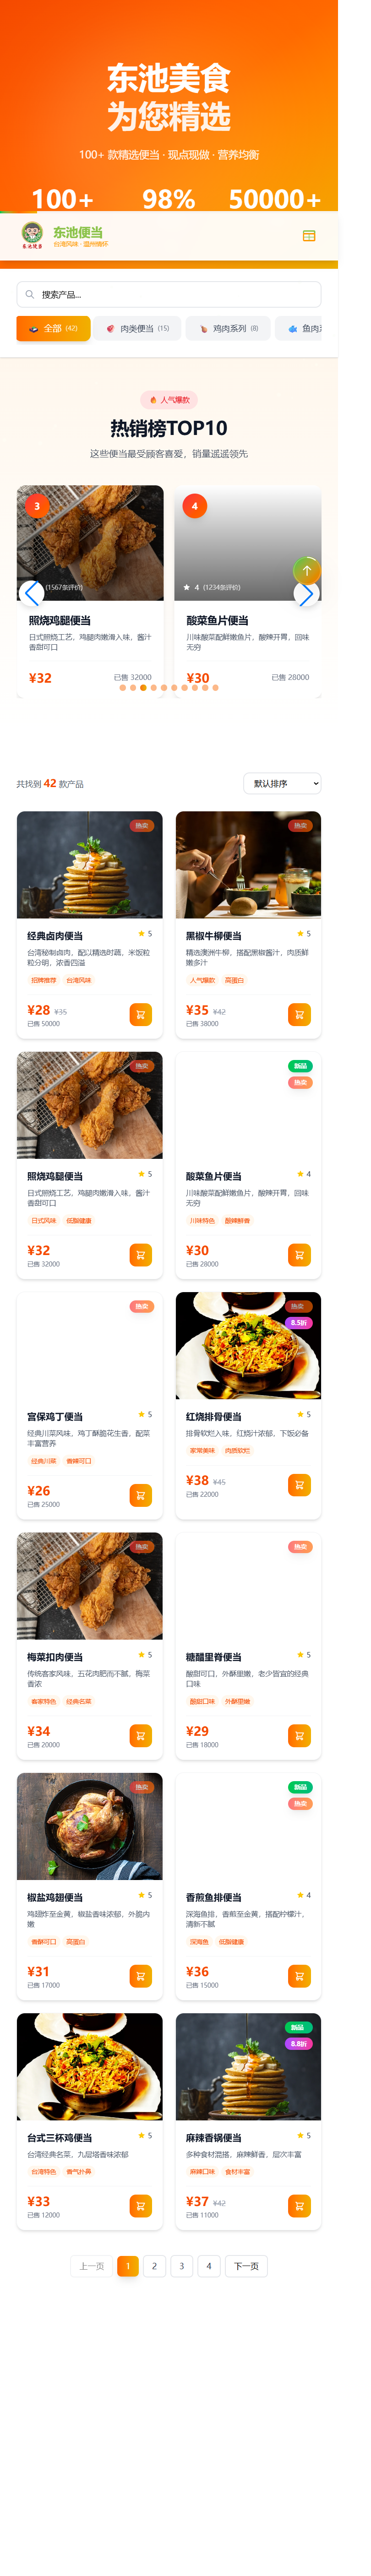 东池美食
为您精选
100+ 款精选便当 · 现点现做 · 营养均衡
100+
98%
50000+
东池便当
东池便当
台湾风味 · 温州情怀
搜索产品...
全部 (42)
肉类便当 (15)
鸡肉系列 (8)
人气爆款
热销榜TOP10
这些便当最受顾客喜爱，销量遥遥领先
3
(1567条评价)
照烧鸡腿便当
日式照烧工艺，鸡腿肉嫩滑入味，酱汁
香甜可口
¥32
已售 32000
4
4 (1234条评价)
酸菜鱼片便当
川味酸菜配鲜嫩鱼片，酸辣开胃，回味
无穷
¥30
已售 28000
共找到 42 款产品
默认排序
热卖
经典卤肉便当
5
台湾秘制卤肉，配以精选时蔬，米饭粒
粒分明，浓香四溢
招牌推荐
台湾风味
¥28 ¥35
已售 50000
热卖
黑椒牛柳便当
5
精选澳洲牛柳，搭配黑椒酱汁，肉质鲜
嫩多汁
人气爆款
高蛋白
¥35 ¥42
已售 38000
热卖
照烧鸡腿便当
5
日式照烧工艺，鸡腿肉嫩滑入味，酱汁
香甜可口
日式风味
低脂健康
¥32
已售 32000
新品
热卖
酸菜鱼片便当
4
川味酸菜配鲜嫩鱼片，酸辣开胃，回味
无穷
川味特色
酸辣鲜香
¥30
已售 28000
热卖
宫保鸡丁便当
5
经典川菜风味，鸡丁酥脆花生香，配菜
丰富营养
经典川菜
香辣可口
¥26
已售 25000
热卖
8.5折
红烧排骨便当
5
排骨软烂入味，红烧汁浓郁，下饭必备
家常美味
肉质软烂
¥38 ¥45
已售 22000
热卖
梅菜扣肉便当
5
传统客家风味，五花肉肥而不腻，梅菜
香浓
客家特色
经典名菜
¥34
已售 20000
热卖
糖醋里脊便当
5
酸甜可口，外酥里嫩，老少皆宜的经典
口味
酸甜口味
外酥里嫩
¥29
已售 18000
热卖
椒盐鸡翅便当
5
鸡翅炸至金黄，椒盐香味浓郁，外脆内
嫩
香酥可口
高蛋白
¥31
已售 17000
新品
热卖
香煎鱼排便当
4
深海鱼排，香煎至金黄，搭配柠檬汁，
清新不腻
深海鱼
低脂健康
¥36
已售 15000
台式三杯鸡便当
5
台湾经典名菜，九层塔香味浓郁
台湾特色
香气扑鼻
¥33
已售 12000
新品
8.8折
麻辣香锅便当
5
多种食材混搭，麻辣鲜香，层次丰富
麻辣口味
食材丰富
¥37 ¥42
已售 11000
上一页
1
2
3
4
下一页